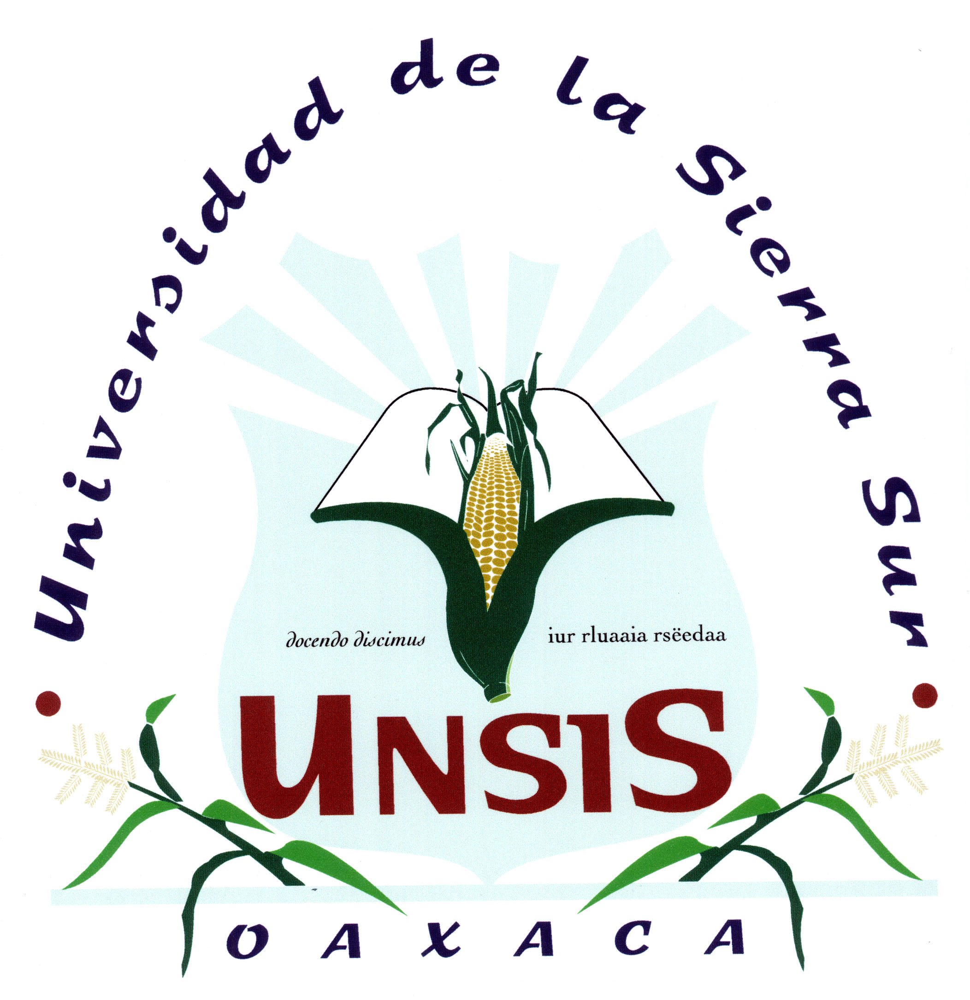 Universidad de la Sierra Sur
docendo discimus
iur rluaaia rsëedaa
UNSIS
OAXACA